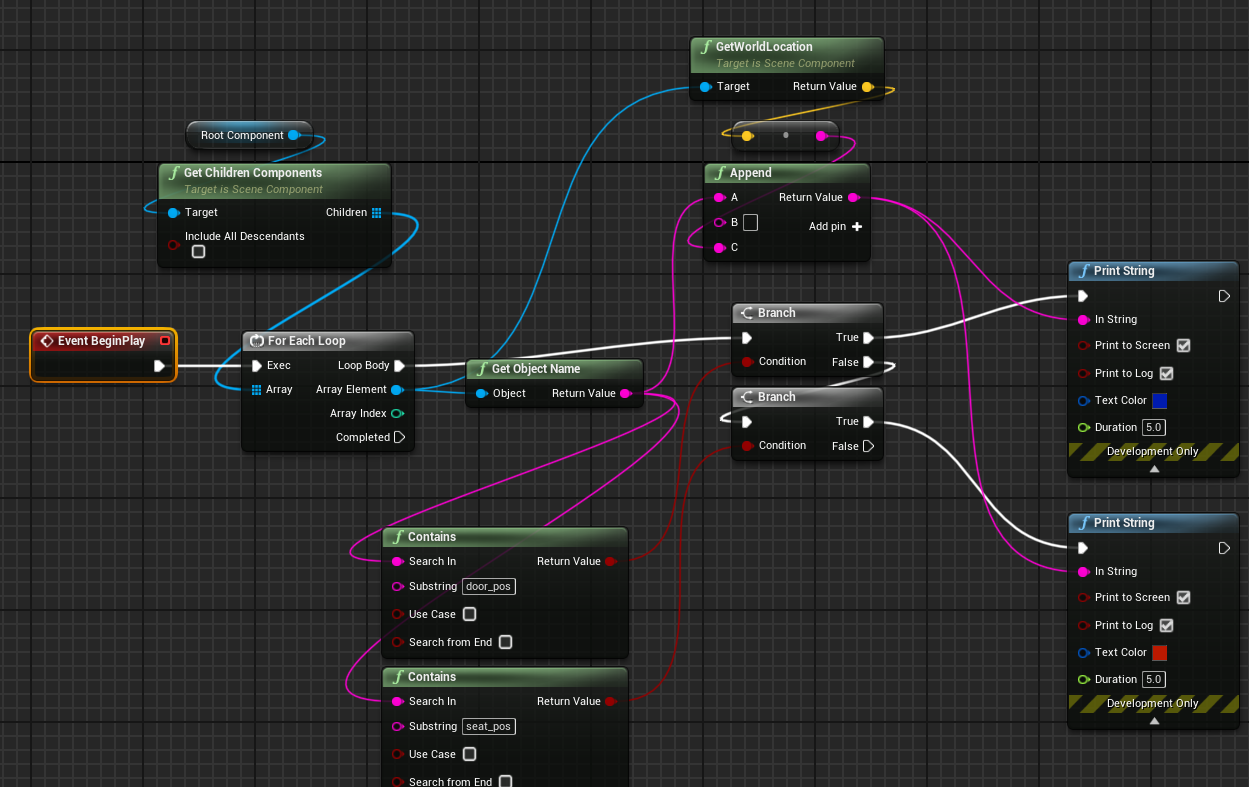 GetWorldLocation
Target is Scene Component
Target
Return Value
Root Component
Get Children Components
Target is Scene Component
Target
Children
Include All Descendants
Append
A
Return Value
B
Add pin
C
Event BeginPlay
For Each Loop
Exec
Loop Body
Array
Array Element
Array Index
Completed
Get Object Name
Object
Return Value
Branch
True
Condition
False
Branch
True
Condition
False
Print String
In String
Print to Screen
Print to Log
Text Color
Duration 5.0
Development Only
Contains
Search In
Return Value
Substring door_pos
Use Case
Search from End
Contains
Search In
Return Value
Substring seat_pos
Use Case
Search from End
Print String
In String
Print to Screen
Print to Log
Text Color
Duration 5.0
Development Only